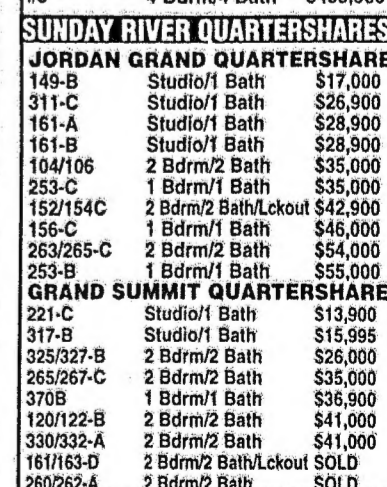 SUNDAY RIVER QUARTERSHARES
JORDAN GRAND QUARTERSHARE
149-B Studio/1 Bath $17,000
311-C Studio/1 Bath $26,900
161-A Studio/1 Bath $28,900
161-B Studio/1 Bath $28,900
104/106 2 Bdrm/2 Bath $35,000
253-C 1 Bdrm/1 Bath $35,000
152/154C 2 Bdrm/2 Bath/Lckout $42,900
156-C 1 Bdrm/1 Bath $46,000
263/265-C 2 Bdrm/2 Bath $54,000
253-B 1 Bdrm/1 Bath $55,000
GRAND SUMMIT QUARTERSHARE
221-C Studio/1 Bath $13,900
317-B Studio/1 Bath $15,995
325/327-B 2 Bdrm/2 Bath $26,000
265/267-C 2 Bdrm/2 Bath $35,000
370B 1 Bdrm/1 Bath $36,900
120/122-B 2 Bdrm/2 Bath $41,000
330/332-A 2 Bdrm/2 Bath $41,000
161/163-D 2 Bdrm/2 Bath/Lckout SOLD
260/262-A 2 Bdrm/2 Bath SOLD